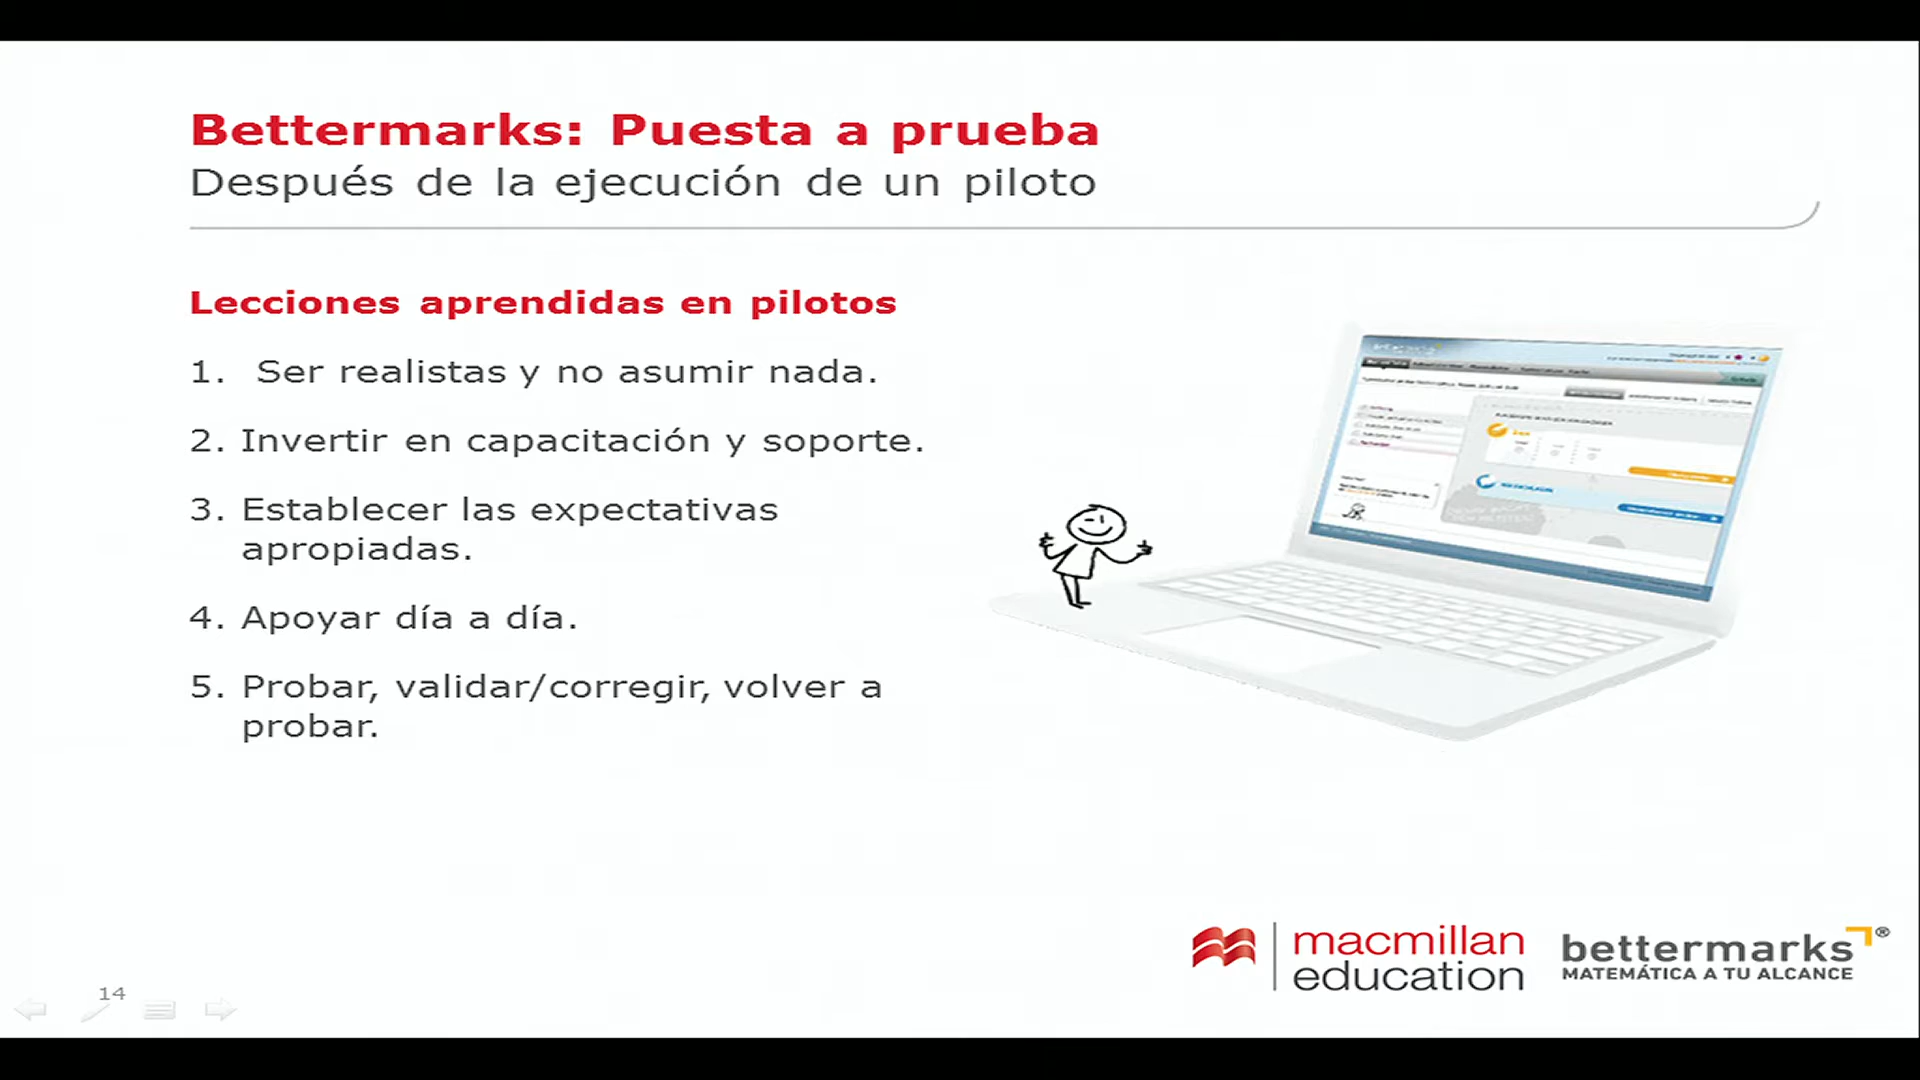 Bettermarks: Puesta a prueba
Después de la ejecución de un piloto
Lecciones aprendidas en pilotos
1. Ser realistas y no asumir nada.
2. Invertir en capacitación y soporte.
3. Establecer las expectativas
apropiadas.
4. Apoyar día a día.
5. Probar, validar/corregir, volver a
probar.
macmillan
education
bettermarks®
MATEMÁTICA A TU ALCANCE
14